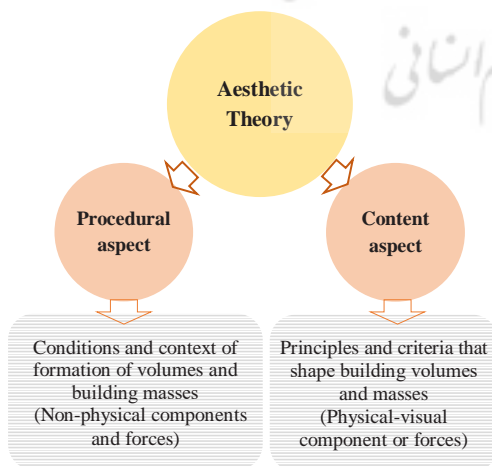 م انسانی
Aesthetic
Theory
Procedural
aspect
Content
aspect
Conditions and context of
formation of volumes and
building masses
(Non-physical components
and forces)
Principles and criteria that
shape building volumes
and masses
(Physical-visual
component or forces)